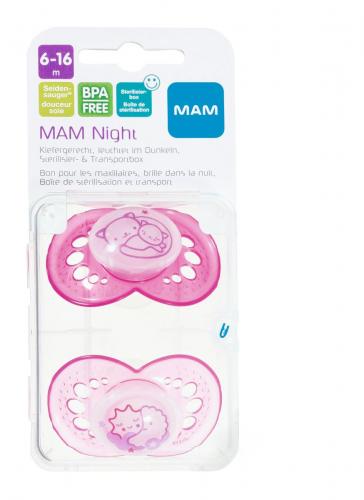 6-16
m
Seiden-
sauger
douceur
soie
BPA
FREE
Sterilisier-
box
Boîte de
stérilisation
MAM
MAM Night
Kiefergerecht, leuchtet im Dunkeln,
Sterilisier- & Transportbox
Bon pour les maxillaires, brille dans la nuit,
Boîte de stérilisation et transport